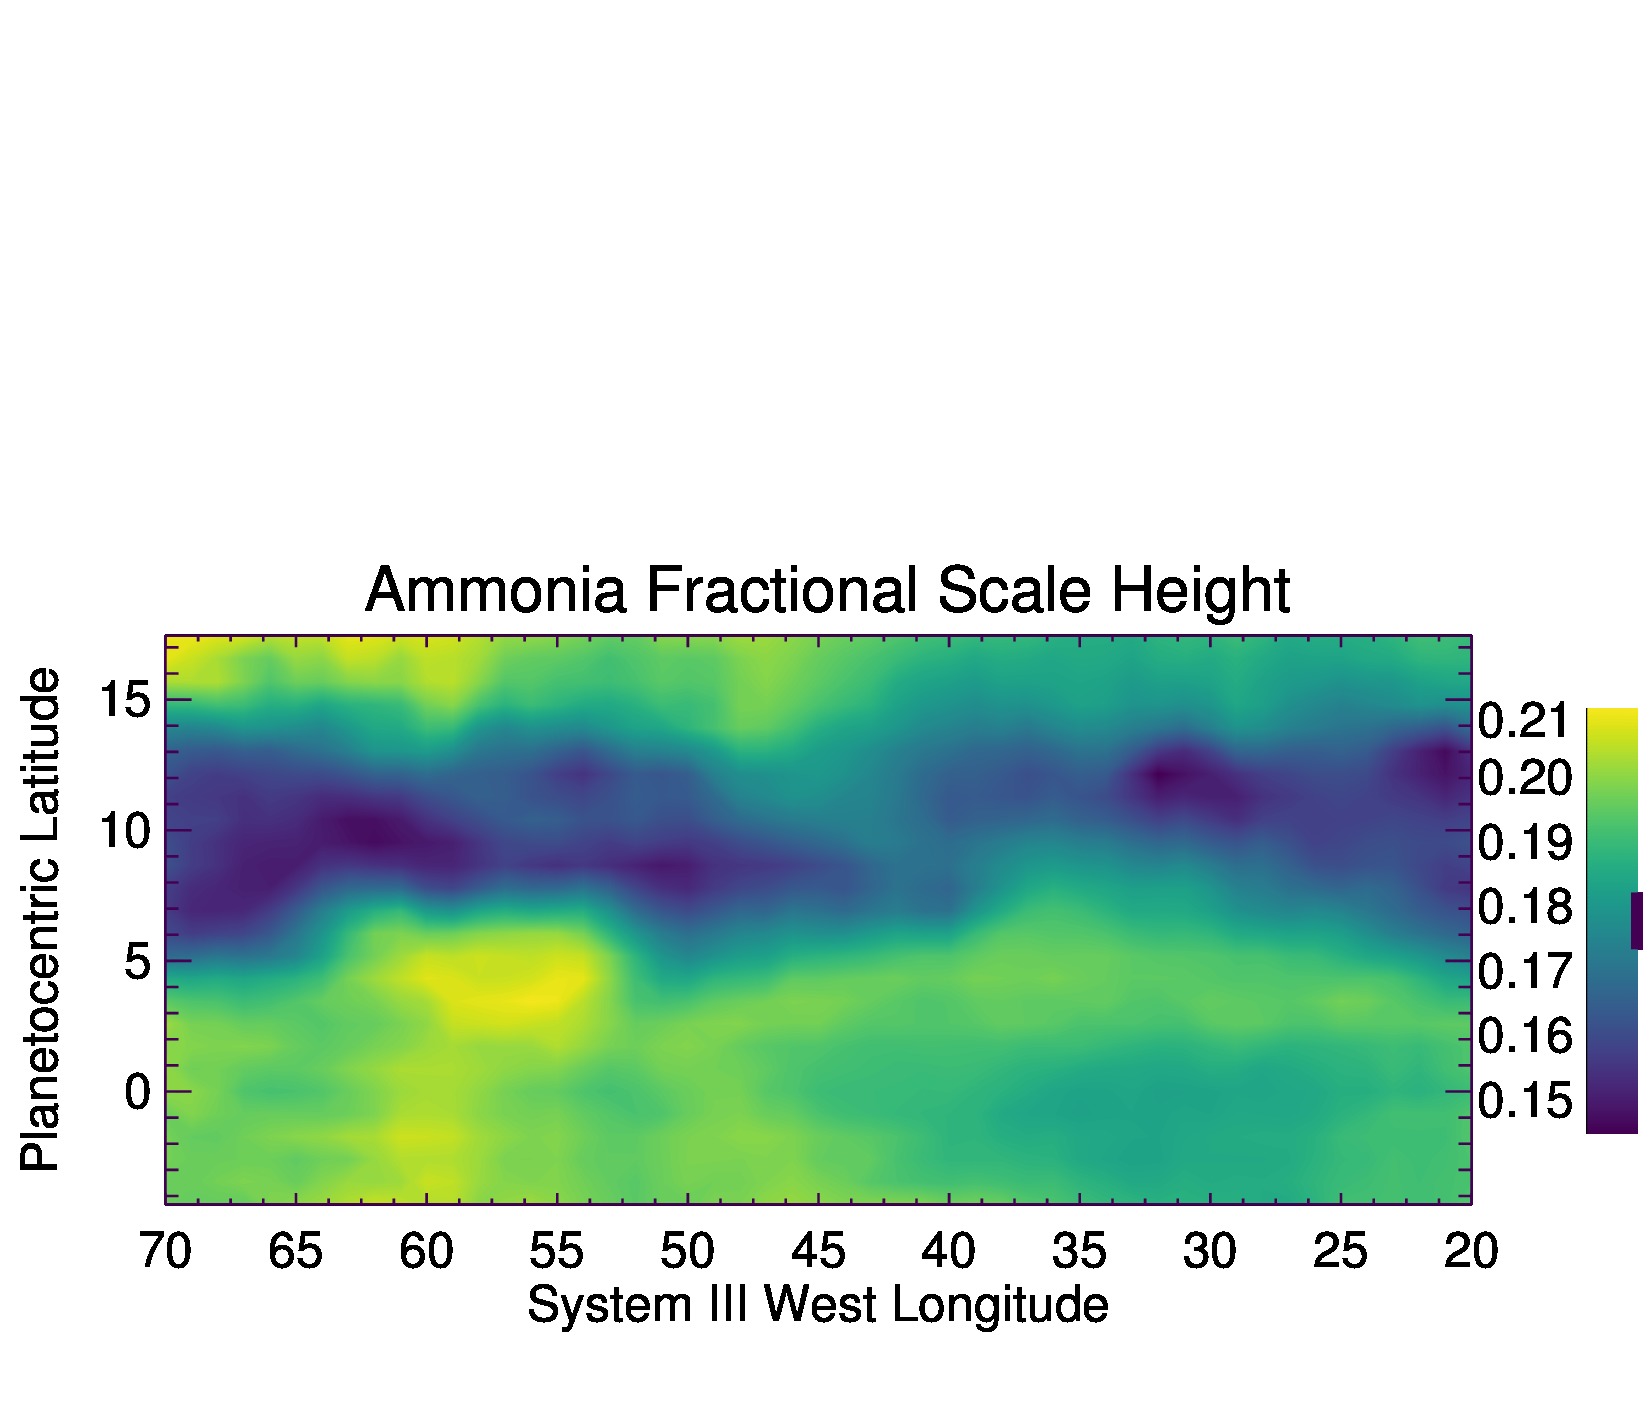 Ammonia Fractional Scale Height
Planetocentric Latitude
15
10
5
0
70 65 60 55 50 45 40 35 30 25 20
System III West Longitude
0.21
0.20
0.19
0.18
0.17
0.16
0.15